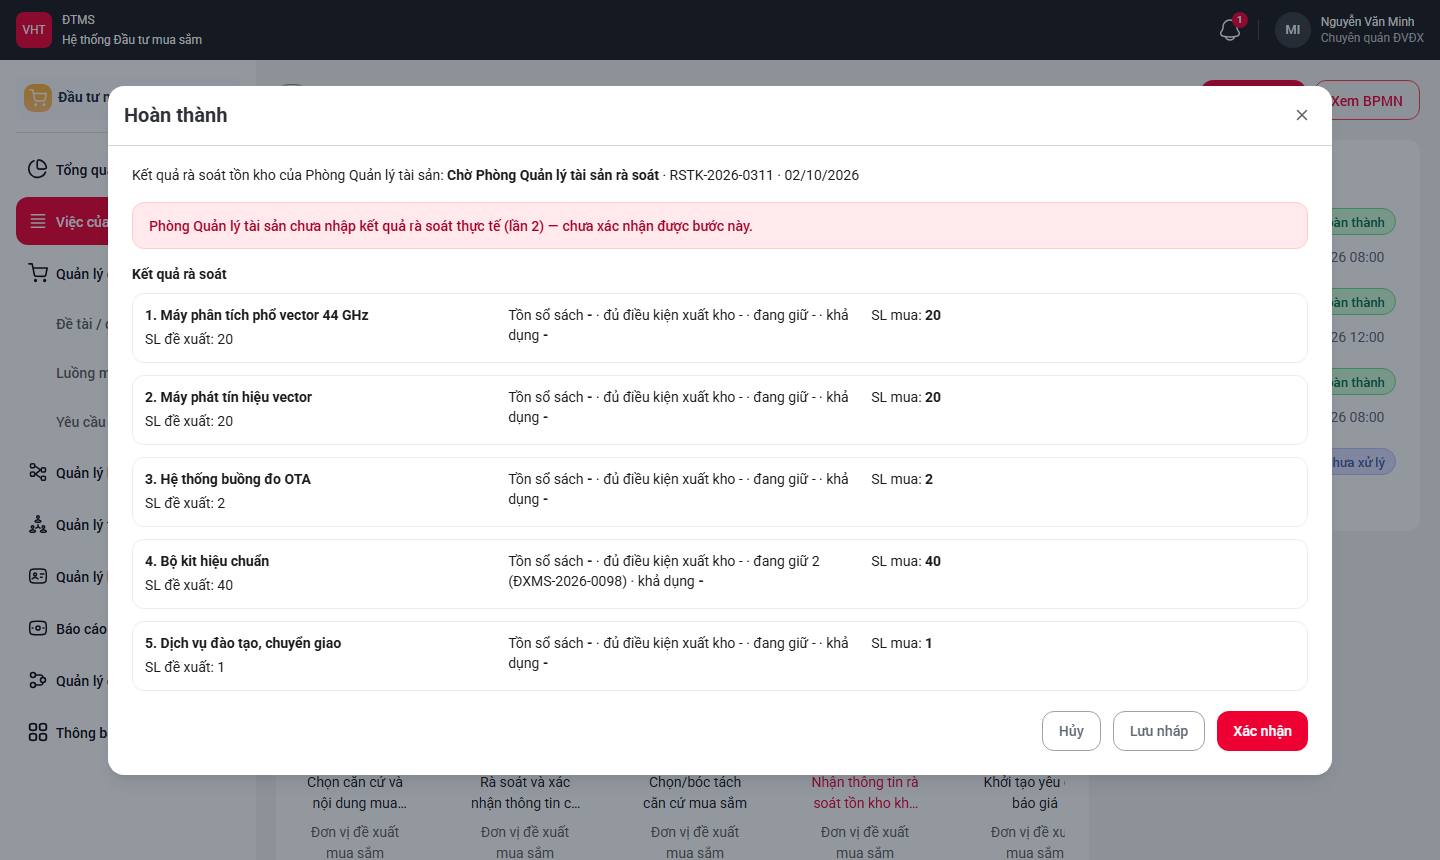 VHT
ĐTMS
Hệ thống Đầu tư mua sắm
1
MI
Nguyễn Văn Minh
Chuyên quản ĐVĐX
Đầu tư
Xem BPMN
Hoàn thành
Kết quả rà soát tồn kho của Phòng Quản lý tài sản: Chờ Phòng Quản lý tài sản rà soát · RSTK-2026-0311 · 02/10/2026
Phòng Quản lý tài sản chưa nhập kết quả rà soát thực tế (lần 2) — chưa xác nhận được bước này.
Kết quả rà soát
1. Máy phân tích phổ vector 44 GHz
SL đề xuất: 20
Tồn sổ sách - · đủ điều kiện xuất kho - · đang giữ - · khả
dụng -
SL mua: 20
2. Máy phát tín hiệu vector
SL đề xuất: 20
Tồn sổ sách - · đủ điều kiện xuất kho - · đang giữ - · khả
dụng -
SL mua: 20
3. Hệ thống buồng đo OTA
SL đề xuất: 2
Tồn sổ sách - · đủ điều kiện xuất kho - · đang giữ - · khả
dụng -
SL mua: 2
4. Bộ kit hiệu chuẩn
SL đề xuất: 40
Tồn sổ sách - · đủ điều kiện xuất kho - · đang giữ 2
(ĐXMS-2026-0098) · khả dụng -
SL mua: 40
5. Dịch vụ đào tạo, chuyển giao
SL đề xuất: 1
Tồn sổ sách - · đủ điều kiện xuất kho - · đang giữ - · khả
dụng -
SL mua: 1
Hủy
Lưu nháp
Xác nhận
Tổng
Việc của
Quản lý
Đề tài /
Luồng
Yêu cầu
Quản lý
Quản lý
Quản lý
Báo cáo
Quản lý
Thông
thành
08:00
thành
12:00
thành
08:00
xử lý
Chọn căn cứ và
nội dung mua…
Đơn vị đề xuất
mua sắm
Rà soát và xác
nhận thông tin c…
Đơn vị đề xuất
mua sắm
Chọn/bóc tách
căn cứ mua sắm
Đơn vị đề xuất
mua sắm
Nhận thông tin rà
soát tồn kho kh…
Đơn vị đề xuất
mua sắm
Khởi tạo yêu
báo giá
Đơn vị đề
mua sắm